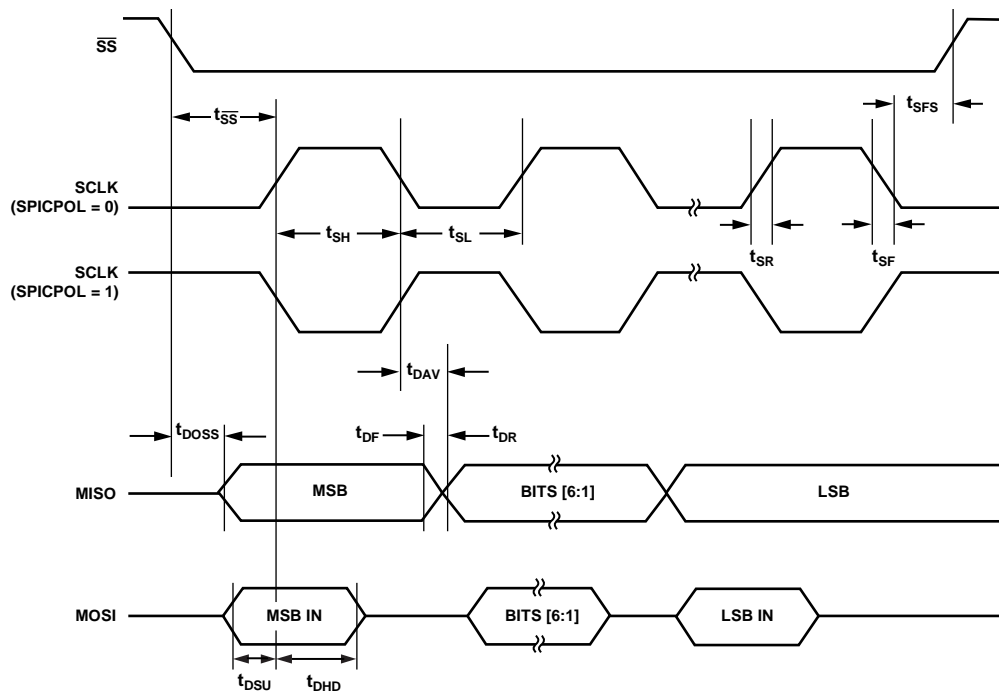 SS
tSS
tSFS
SCLK
(SPICPOL = 0)
tSH
tSL
tSR
tSF
SCLK
(SPICPOL = 1)
tDAV
tDOSS
tDF
tDR
MISO
MSB
BITS [6:1]
LSB
MOSI
MSB IN
BITS [6:1]
LSB IN
tDSU
tDHD